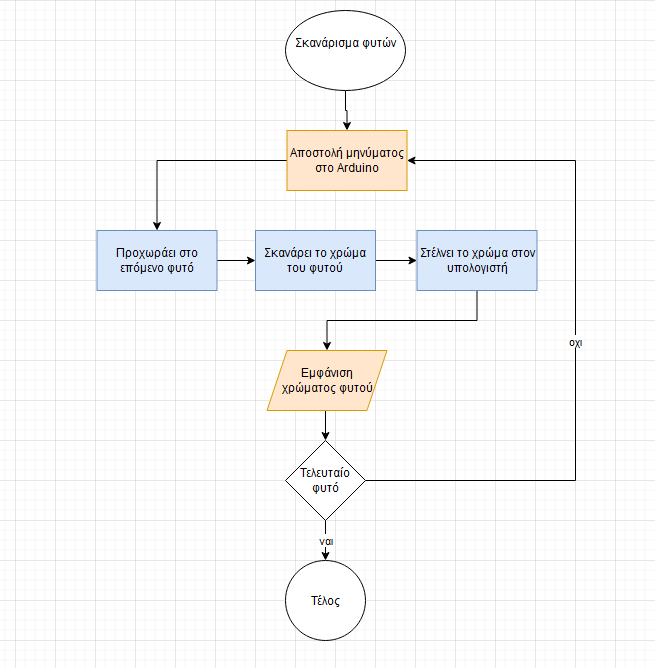 Σκανάρισμα φυτών
Αποστολή μηνύματος
στο Arduino
Προχωράει στο
επόμενο φυτό
Σκανάρει το χρώμα
του φυτού
Στέλνει το χρώμα στον
υπολογιστή
οχι
Εμφάνιση
χρώματος φυτού
Τελευταίο
φυτό
ναι
Τέλος